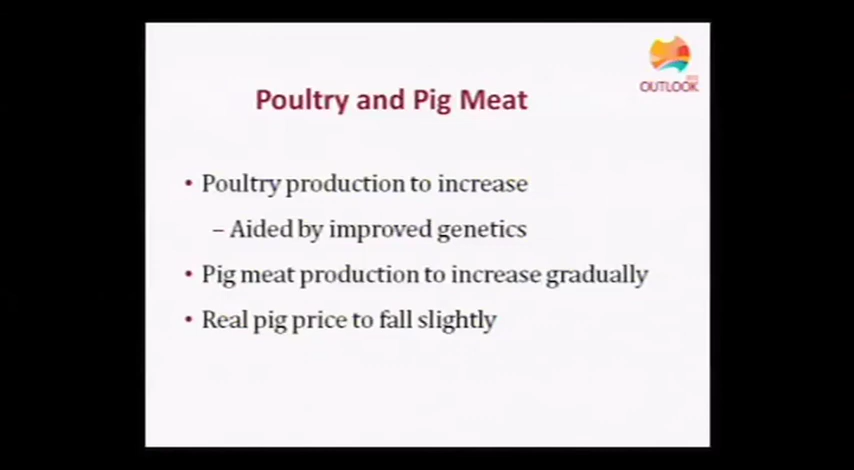 OUTLOOK
Poultry and Pig Meat
• Poultry production to increase
– Aided by improved genetics
• Pig meat production to increase gradually
• Real pig price to fall slightly